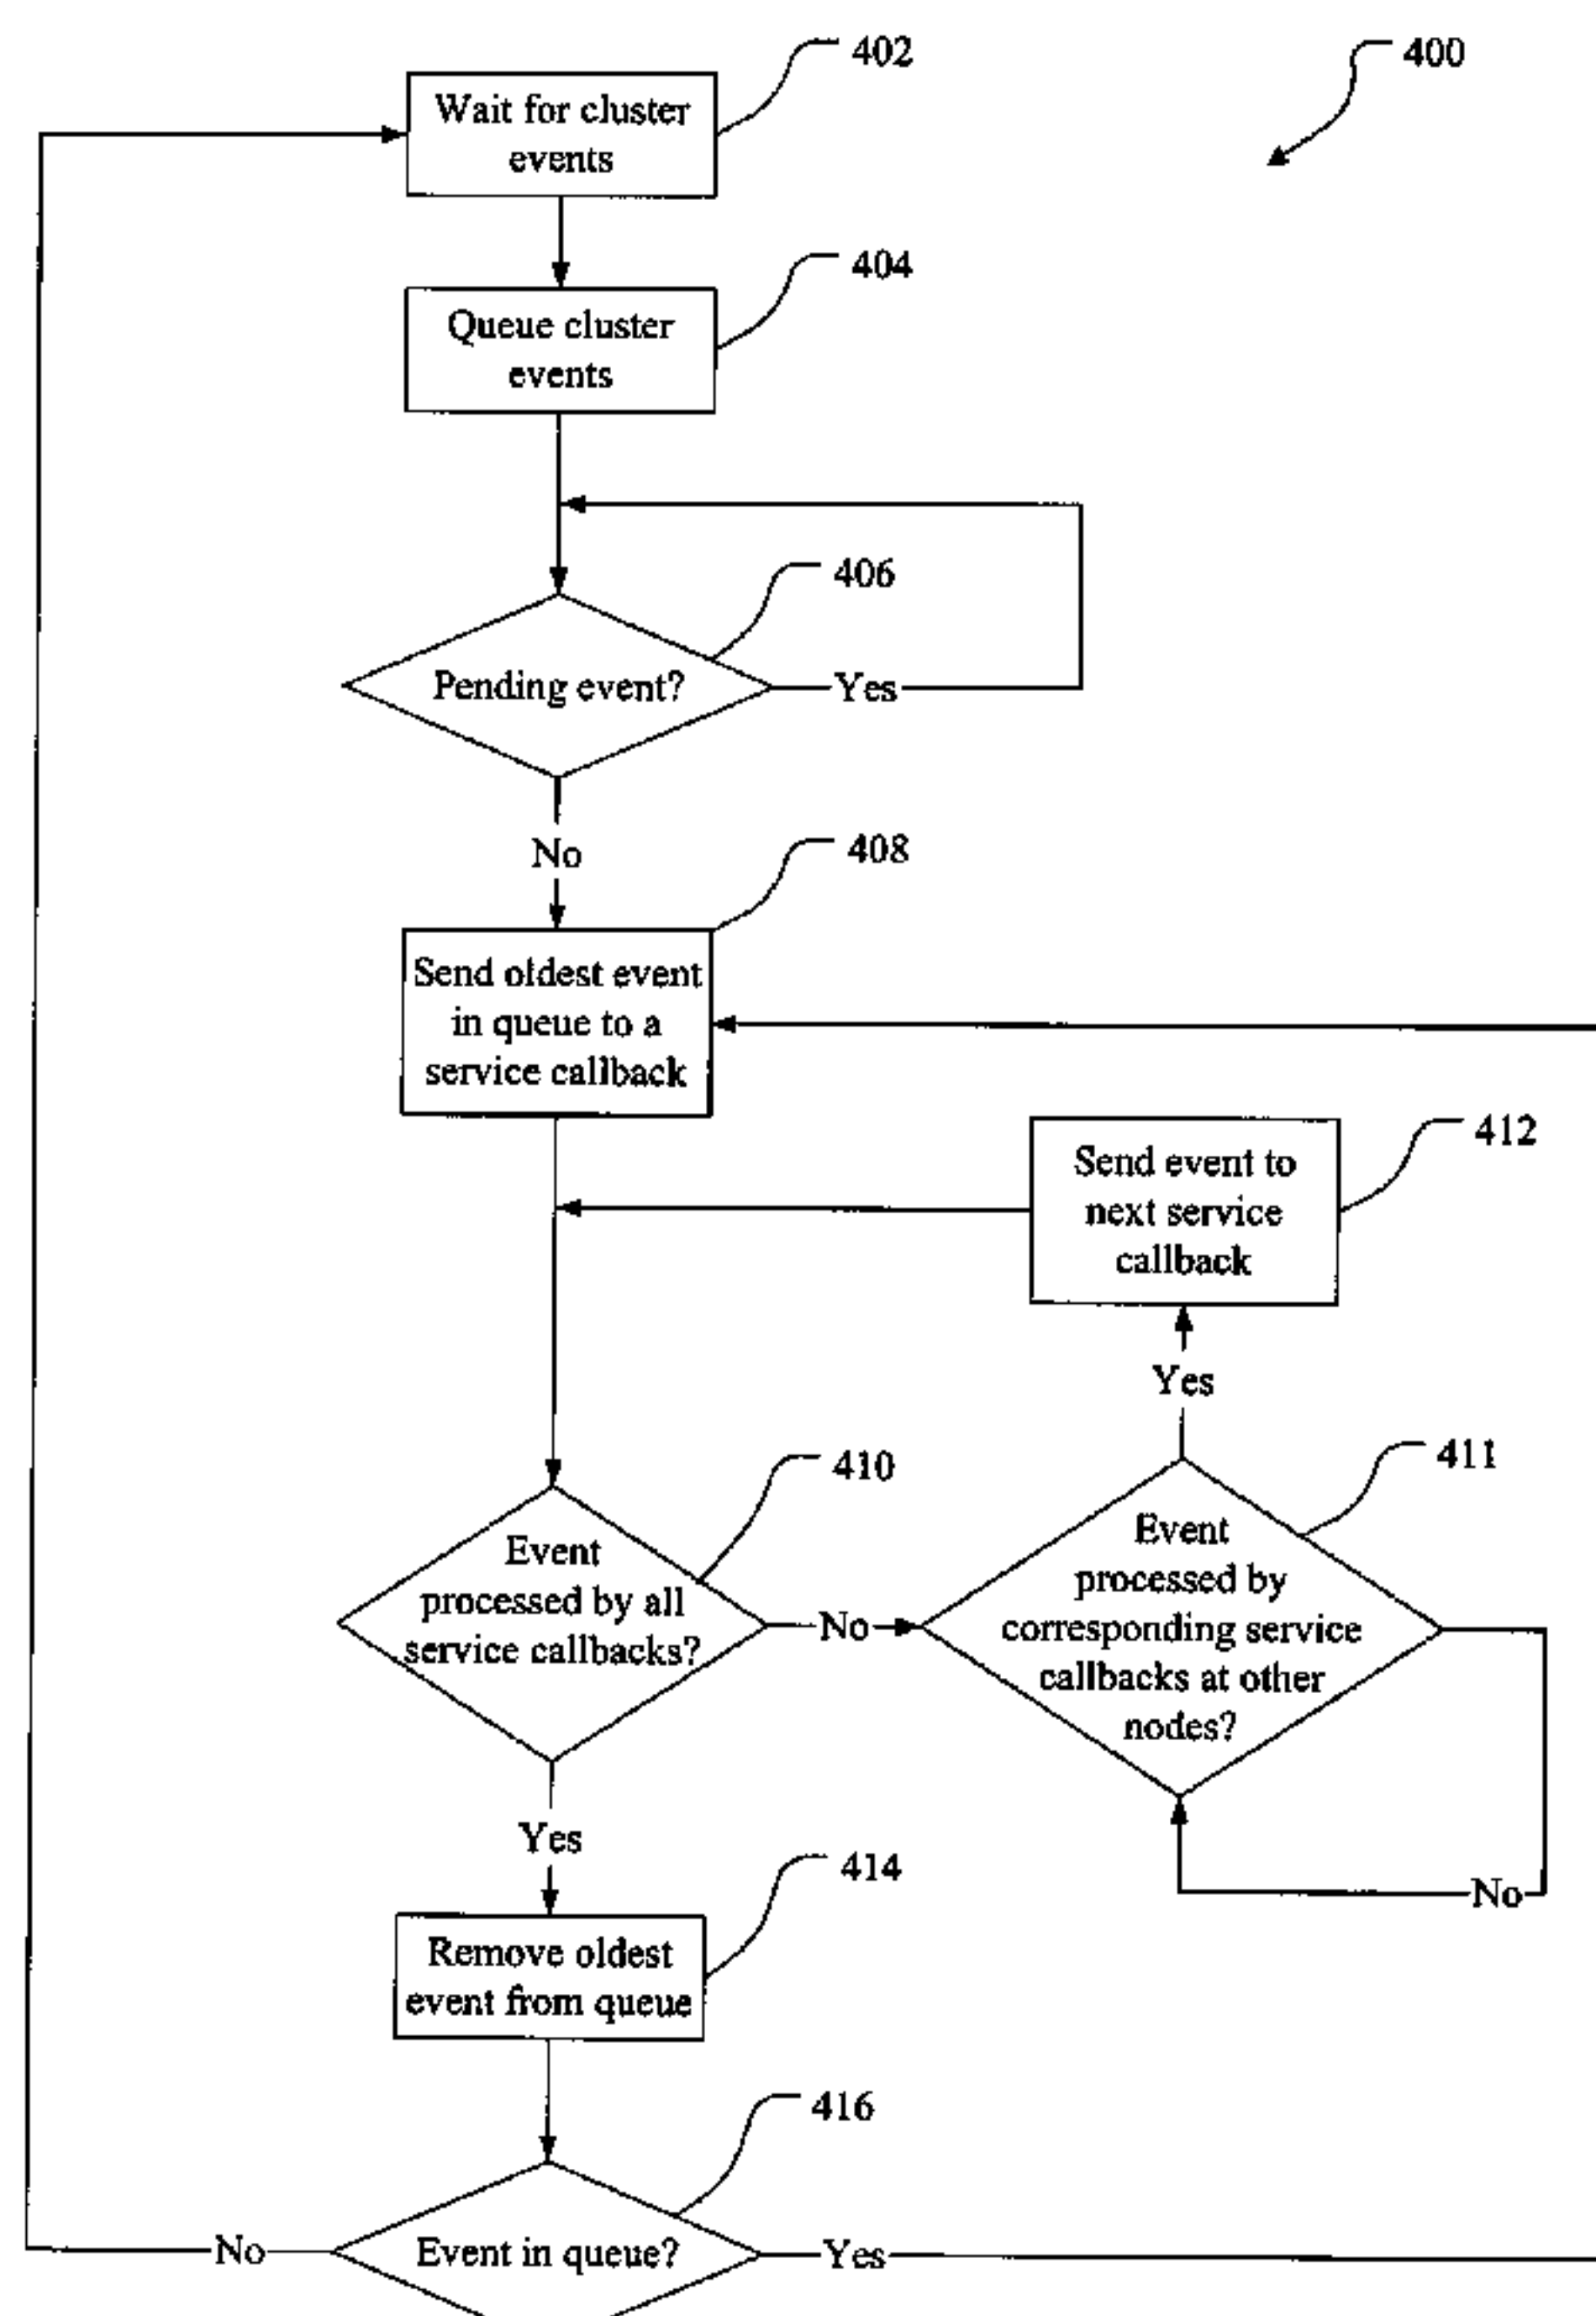 402
400
Wait for cluster
events
404
Queue cluster
events
406
Pending event?
Yes
No
408
Send oldest event
in queue to a
service callback
412
Send event to
next service
callback
Yes
410
411
Event
processed by all
service callbacks?
No
Event
processed by
corresponding service
callbacks at other
nodes?
No
Yes
414
Remove oldest
event from queue
416
No
Event in queue?
Yes